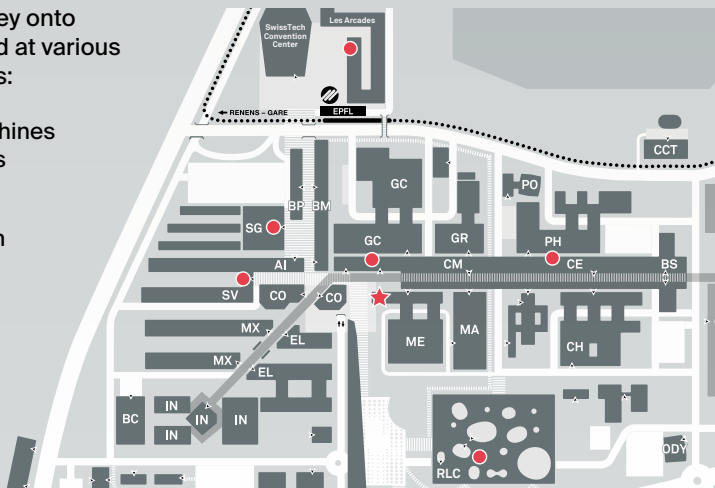 ey onto
d at various
s:
hines
s
n
SwissTech
Convention
Center
Les Arcades
← RENENS – GARE
EPFL
CCT
GC
PO
BP
BM
SG
GC
GR
PH
AI
CM
CE
BS
SV
CO
CO
MX
EL
ME
MA
CH
MX
EL
BC
IN
IN
IN
IN
RLC
ODY